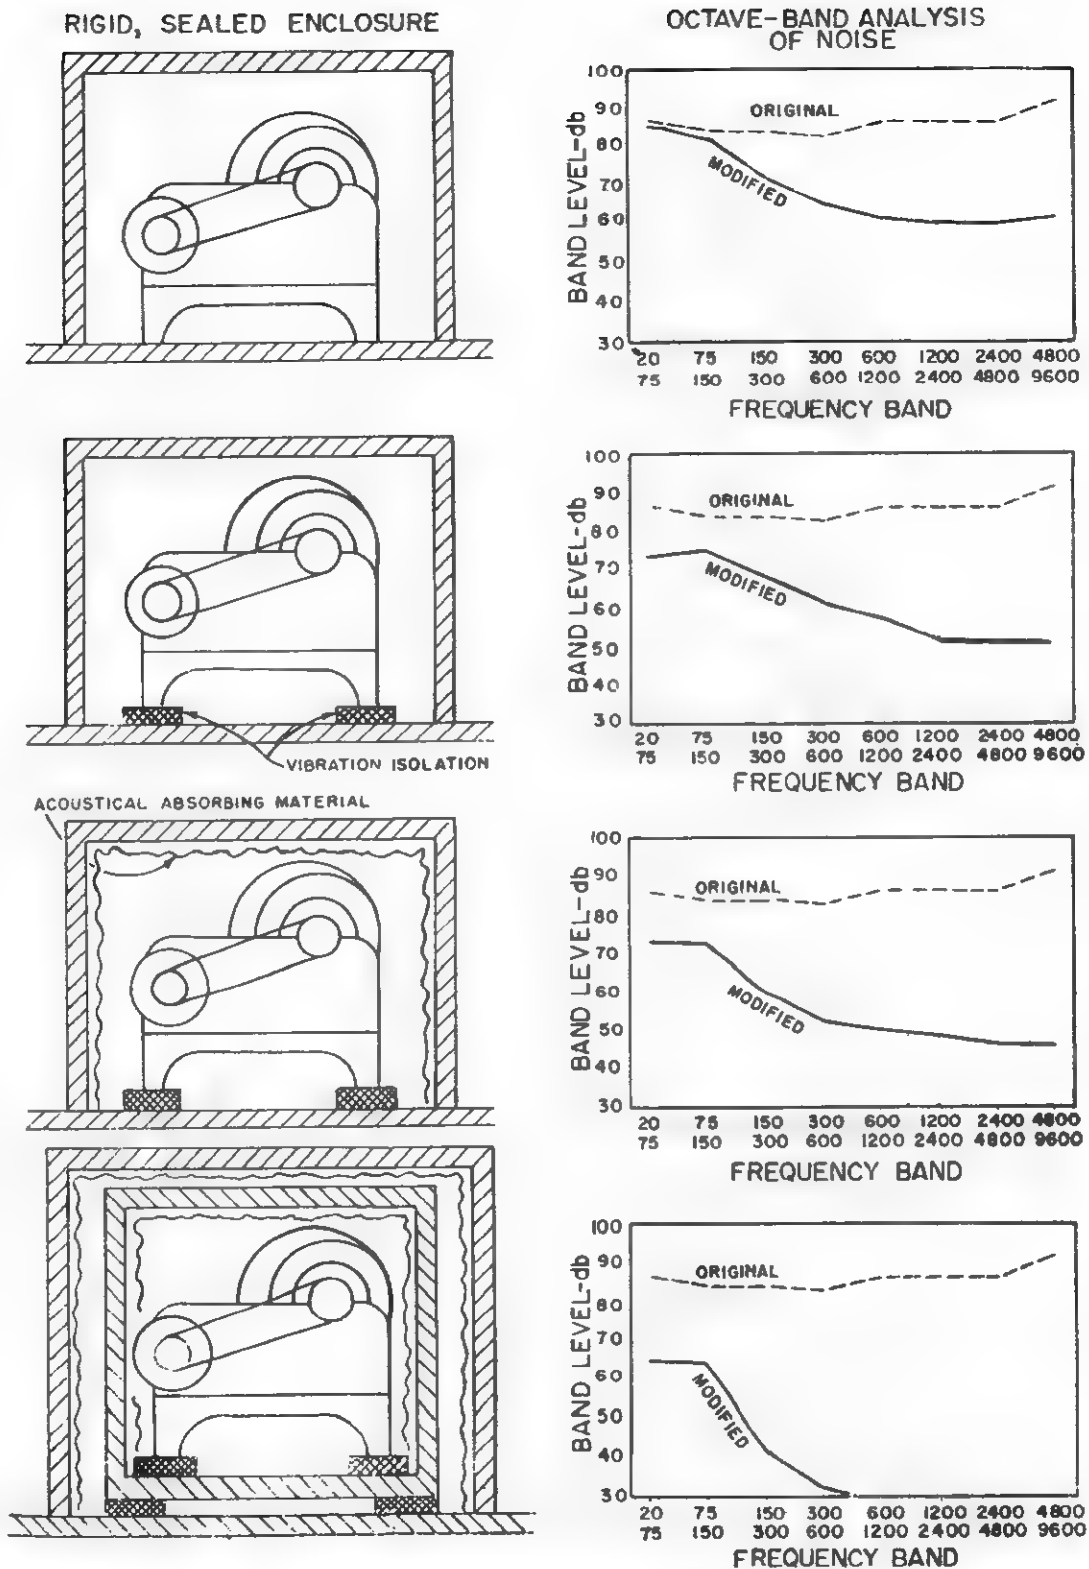 RIGID, SEALED ENCLOSURE
OCTAVE-BAND ANALYSIS
OF NOISE
BAND LEVEL-db
100
90
80
70
60
50
40
30
ORIGINAL
MODIFIED
20 75 150 300 600 1200 2400 4800
75 150 300 600 1200 2400 4800 9600
FREQUENCY BAND
VIBRATION ISOLATION
BAND LEVEL-db
100
90
80
70
60
50
40
30
ORIGINAL
MODIFIED
20 75 150 300 600 1200 2400 4800
75 150 300 600 1200 2400 4800 9600
FREQUENCY BAND
ACOUSTICAL ABSORBING MATERIAL
BAND LEVEL-db
100
90
80
70
60
50
40
30
ORIGINAL
MODIFIED
20 75 150 300 600 1200 2400 4800
75 150 300 600 1200 2400 4800 9600
FREQUENCY BAND
BAND LEVEL-db
100
90
80
70
60
50
40
30
ORIGINAL
MODIFIED
20 75 150 300 600 1200 2400 4800
75 150 300 600 1200 2400 4800 9600
FREQUENCY BAND